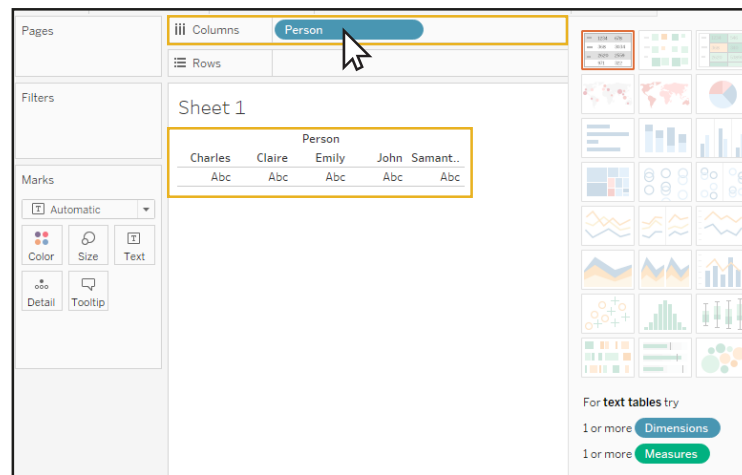 Pages
Columns
Person
Rows
Filters
Sheet 1
Person
Charles Claire Emily John Samant..
Abc Abc Abc Abc Abc
Marks
T Automatic
Color Size T Text
Detail Tooltip
For text tables try
1 or more Dimensions
1 or more Measures